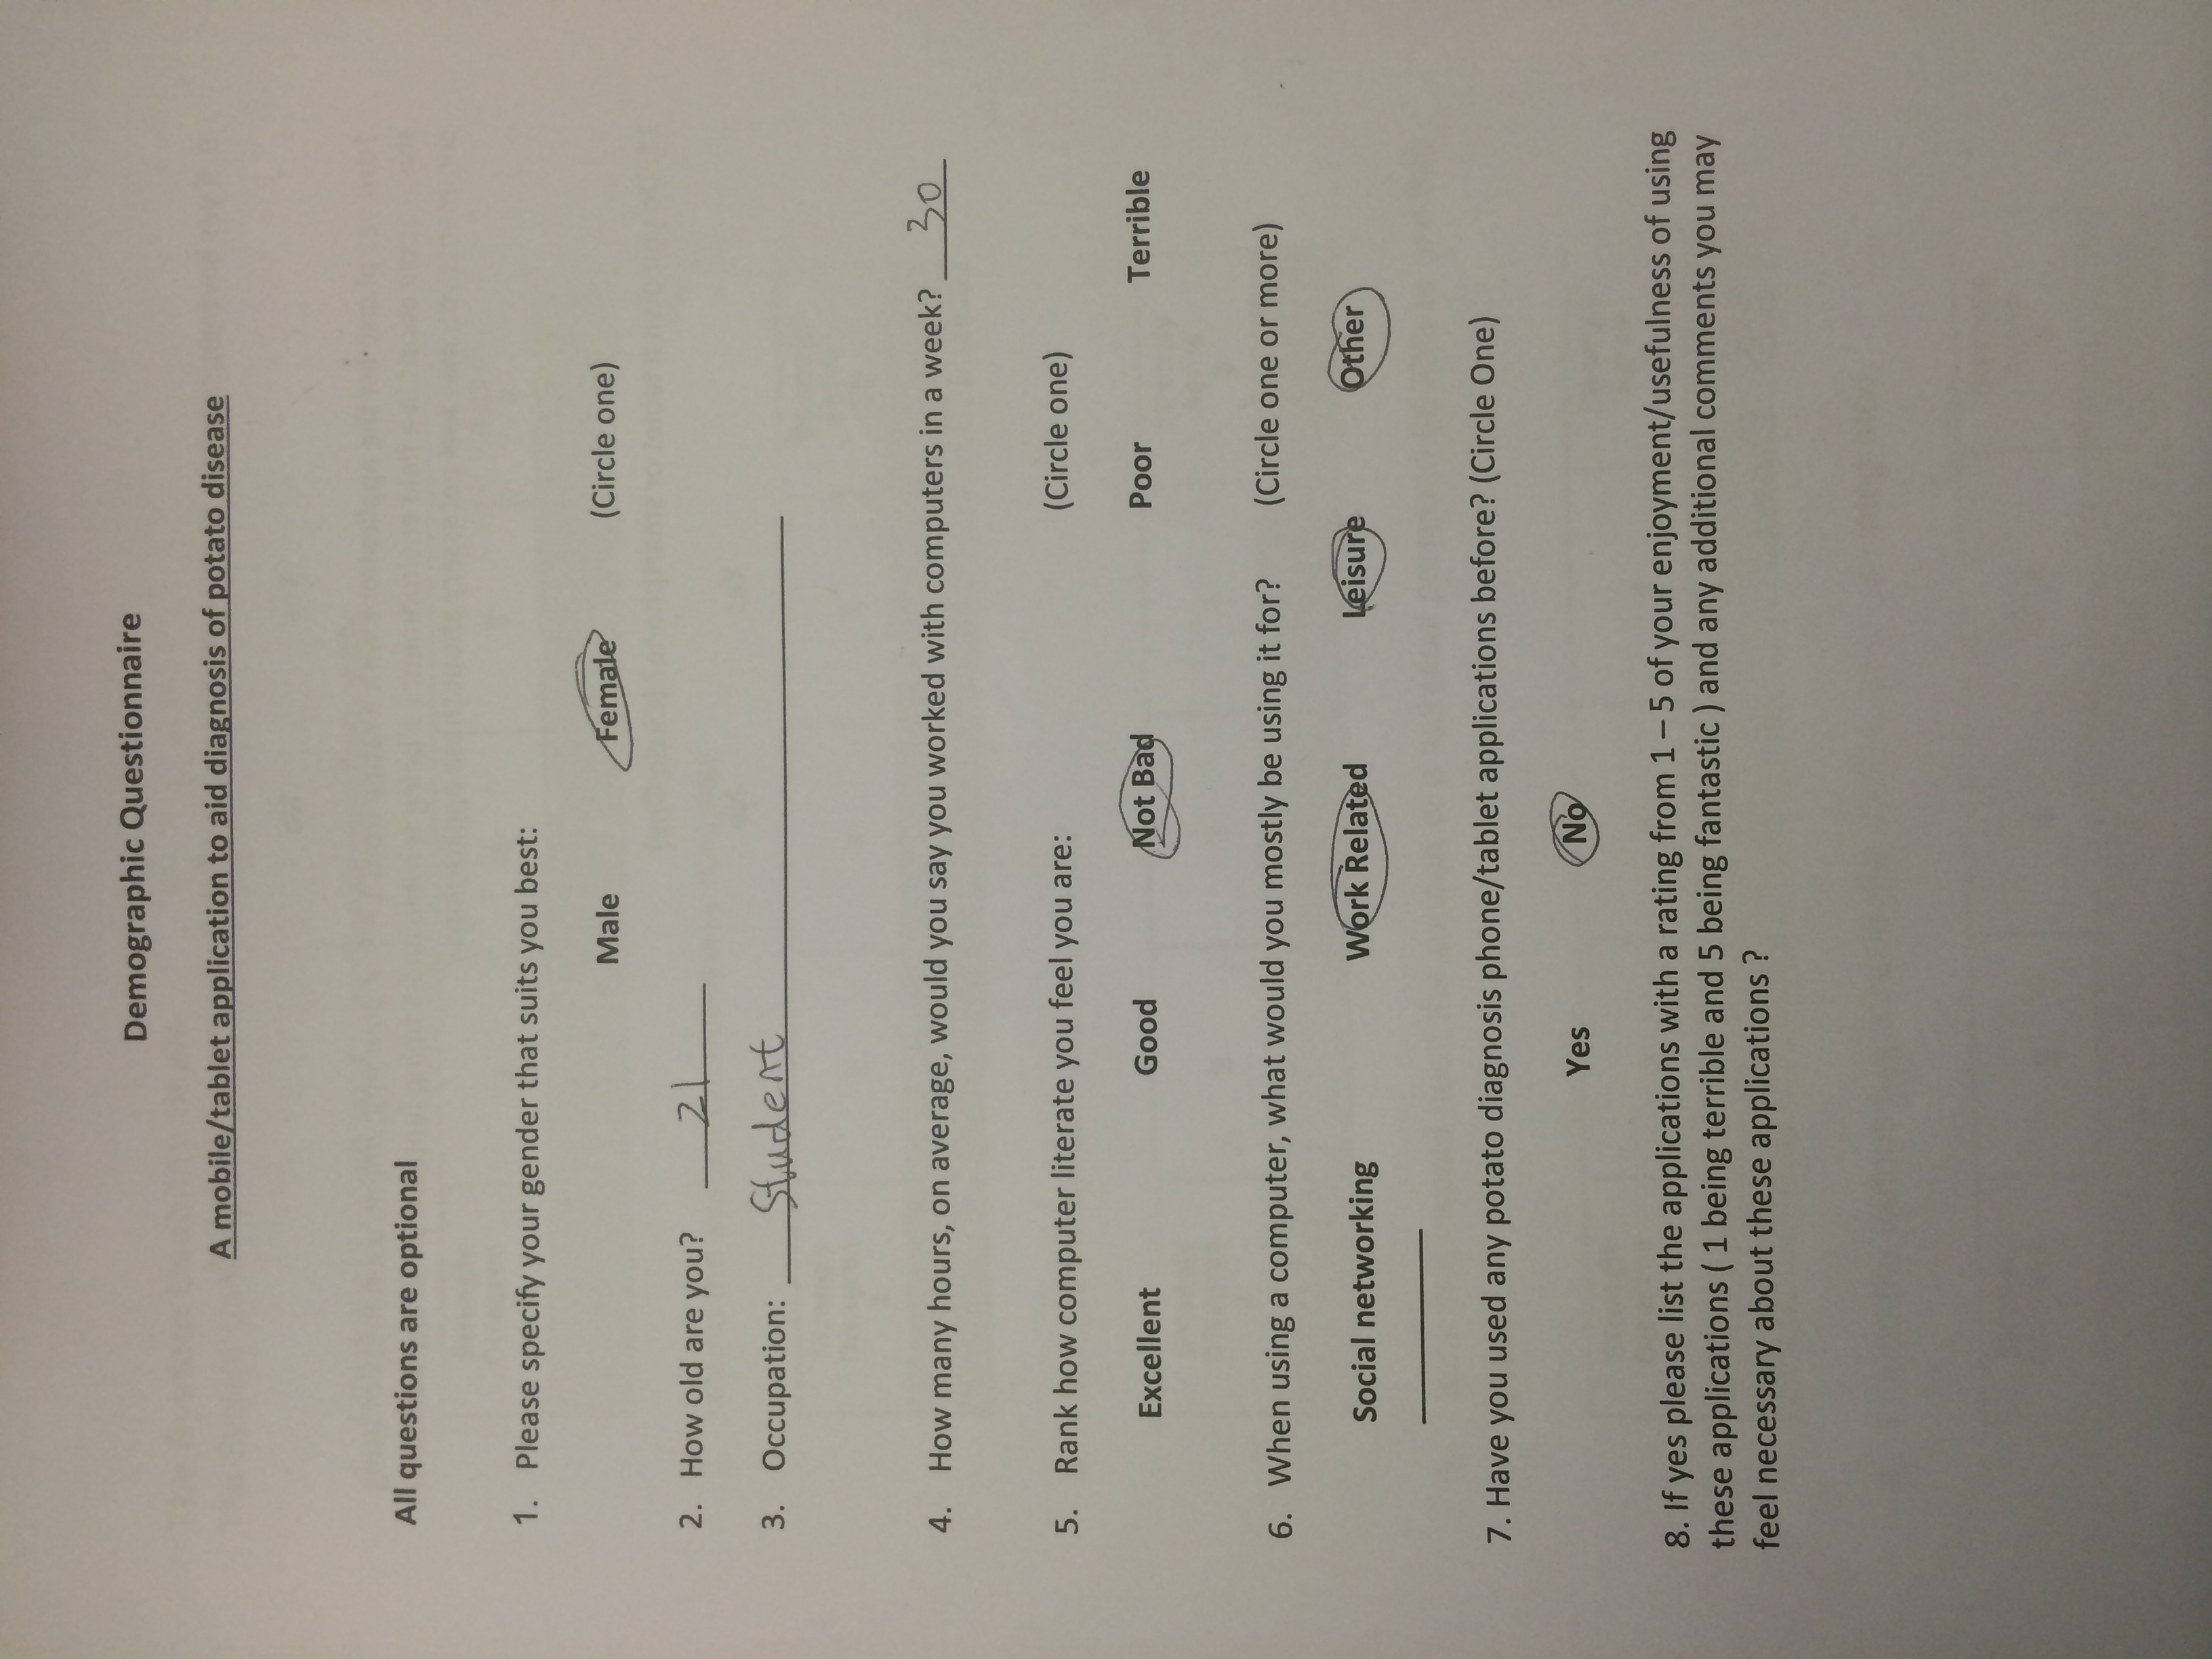 Demographic Questionnaire
A mobile/tablet application to aid diagnosis of potato disease
All questions are optional
1. Please specify your gender that suits you best:
Male Female (Circle one)
2. How old are you? 21
3. Occupation: Student
4. How many hours, on average, would you say you worked with computers in a week? 30
5. Rank how computer literate you feel you are: (Circle one)
Excellent Good Not Bad Poor Terrible
6. When using a computer, what would you mostly be using it for? (Circle one or more)
Social networking Work Related Leisure Other
7. Have you used any potato diagnosis phone/tablet applications before? (Circle One)
Yes No
8. If yes please list the applications with a rating from 1 – 5 of your enjoyment/usefulness of using
these applications ( 1 being terrible and 5 being fantastic ) and any additional comments you may
feel necessary about these applications ?